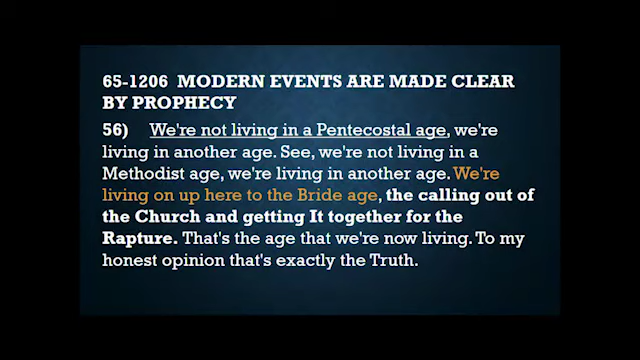 65-1206 MODERN EVENTS ARE MADE CLEAR
BY PROPHECY
56) We're not living in a Pentecostal age, we're
living in another age. See, we're not living in a
Methodist age, we're living in another age. We're
living on up here to the Bride age, the calling out of
the Church and getting It together for the
Rapture. That's the age that we're now living. To my
honest opinion that's exactly the Truth.